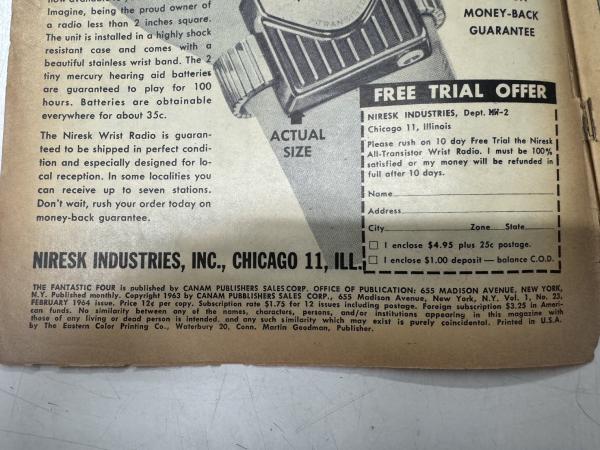 Imagine, being the proud owner of
a radio less than 2 inches square.
The unit is installed in a highly shock
resistant case and comes with a
beautiful stainless wrist band. The 2
tiny mercury hearing aid batteries
are guaranteed to play for 100
hours. Batteries are obtainable
everywhere for about 35c.
The Niresk Wrist Radio is guaran-
teed to be shipped in perfect condi-
tion and especially designed for lo-
cal reception. In some localities you
can receive up to seven stations.
Don't wait, rush your order today on
money-back guarantee.
ACTUAL
SIZE
MONEY-BACK
GUARANTEE
FREE TRIAL OFFER
NIRESK INDUSTRIES, Dept. MW-2
Chicago 11, Illinois
Please rush on 10 day Free Trial the Niresk
All-Transistor Wrist Radio. I must be 100%
satisfied or my money will be refunded in
full after 10 days.
Name
Address
City Zone State
I enclose $4.95 plus 25c postage.
I enclose $1.00 deposit — balance C.O.D.
NIRESK INDUSTRIES, INC., CHICAGO 11, ILL.
THE FANTASTIC FOUR is published by CANAM PUBLISHERS SALES CORP. OFFICE OF PUBLICATION: 655 MADISON AVENUE, NEW YORK,
N.Y. Published monthly. Copyright 1963 by CANAM PUBLISHERS SALES CORP., 655 Madison Avenue, New York, N.Y. Vol. 1, No. 23,
FEBRUARY 1964 issue. Price 12¢ per copy. Subscription rate $1.75 for 12 issues including postage. Foreign subscription $3.25 in Ameri-
can funds. No similarity between any of the names, characters, persons, and/or institutions appearing in this magazine with
those of any living or dead person is intended, and any such similarity which may exist is purely coincidental. Printed in U.S.A.
by The Eastern Color Printing Co., Waterbury 20, Conn. Martin Goodman, Publisher.